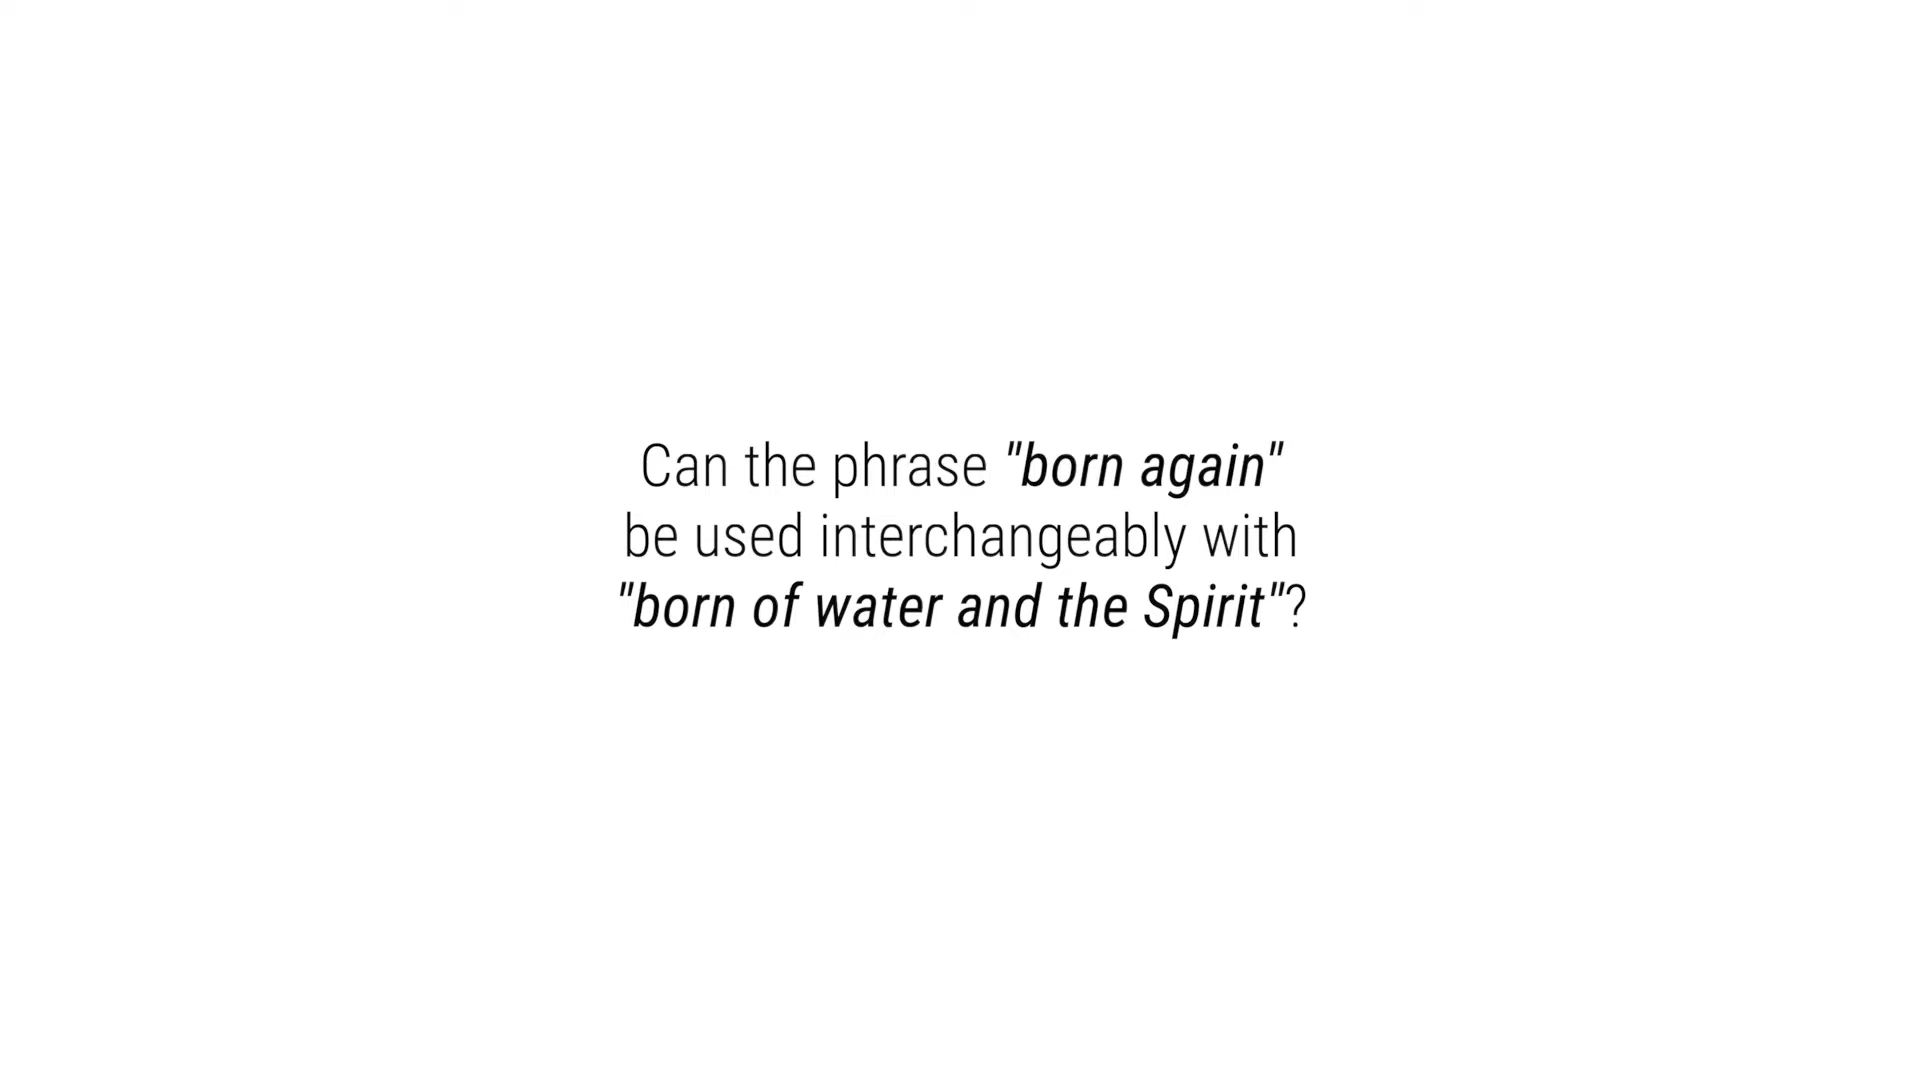 Can the phrase "born again"
be used interchangeably with
"born of water and the Spirit"?